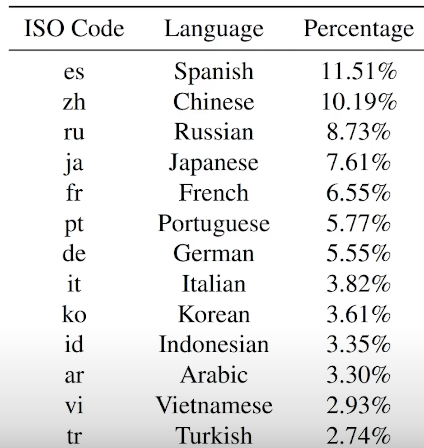 ISO Code Language Percentage
es Spanish 11.51%
zh Chinese 10.19%
ru Russian 8.73%
ja Japanese 7.61%
fr French 6.55%
pt Portuguese 5.77%
de German 5.55%
it Italian 3.82%
ko Korean 3.61%
id Indonesian 3.35%
ar Arabic 3.30%
vi Vietnamese 2.93%
tr Turkish 2.74%